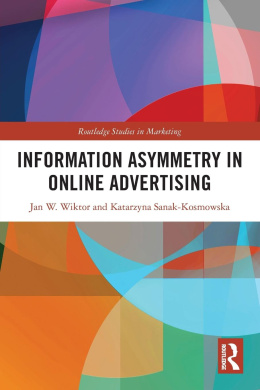 Routledge Studies in Marketing
INFORMATION ASYMMETRY IN
ONLINE ADVERTISING
Jan W. Wiktor and Katarzyna Sanak-Kosmowska
ROUTLEDGE